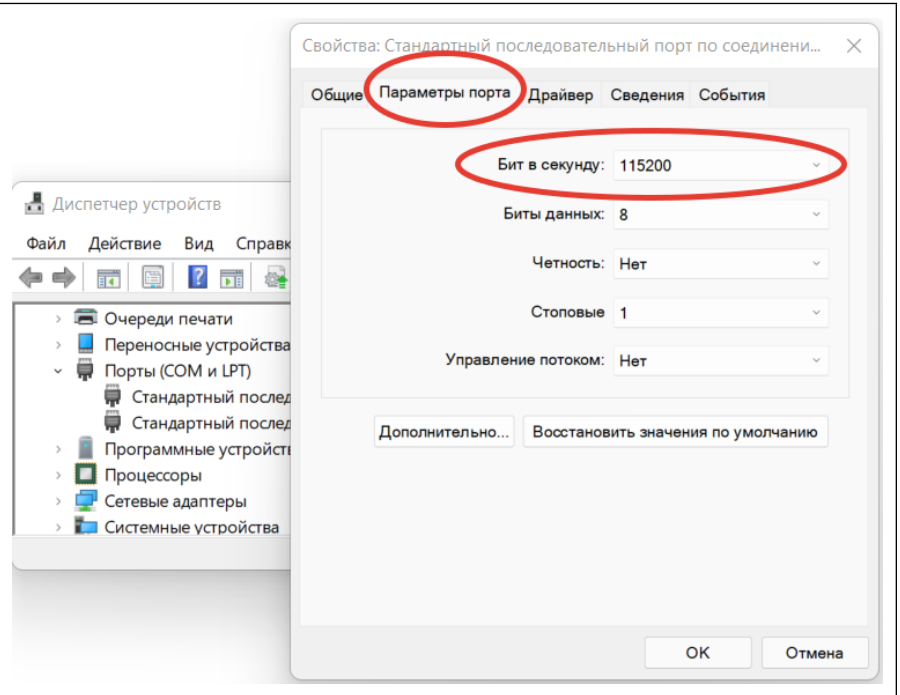 Свойства: Стандартный последовательный порт по соединени...
Общие Параметры порта Драйвер Сведения События
Бит в секунду: 115200
Биты данных: 8
Четность: Нет
Стоповые 1
Управление потоком: Нет
Дополнительно... Восстановить значения по умолчанию
OK Отмена
Диспетчер устройств
Файл Действие Вид Справк
Очереди печати
Переносные устройства
Порты (COM и LPT)
Стандартный послед
Стандартный послед
Программные устройств
Процессоры
Сетевые адаптеры
Системные устройства